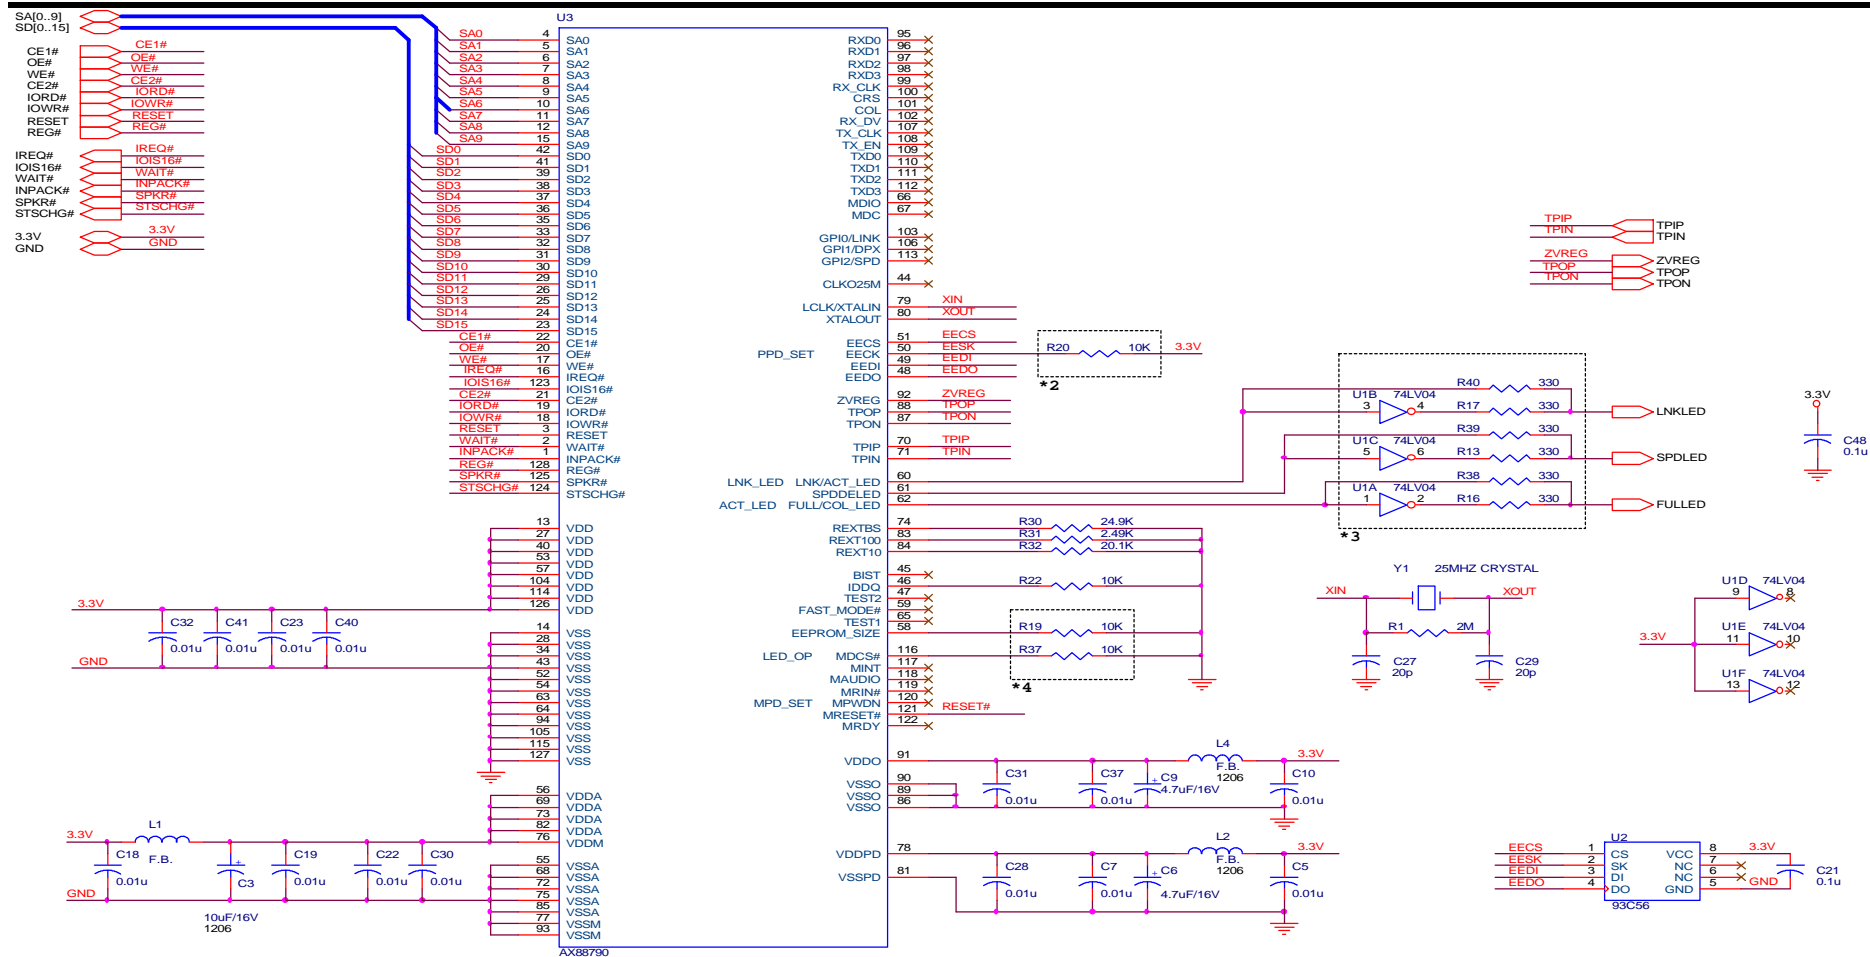 SA[0..9]
SD[0..15]
CE1# CE1#
OE# OE#
WE# WE#
CE2# CE2#
IORD# IORD#
IOWR# IOWR#
RESET RESET
REG# REG#
IREQ# IREQ#
IOIS16# IOIS16#
WAIT# WAIT#
INPACK# INPACK#
SPKR# SPKR#
STSCHG# STSCHG#
3.3V 3.3V
GND GND
U3
SA0 4 SA0
SA1 5 SA1
SA2 6 SA2
SA3 7 SA3
SA4 8 SA4
SA5 9 SA5
SA6 10 SA6
SA7 11 SA7
SA8 12 SA8
SA9 15 SA9
SD0 42 SD0
SD1 41 SD1
SD2 39 SD2
SD3 38 SD3
SD4 37 SD4
SD5 36 SD5
SD6 35 SD6
SD7 33 SD7
SD8 32 SD8
SD9 31 SD9
SD10 30 SD10
SD11 29 SD11
SD12 26 SD12
SD13 25 SD13
SD14 24 SD14
SD15 23 SD15
CE1# 22 CE1#
OE# 20 OE#
WE# 17 WE#
IREQ# 16 IREQ#
IOIS16# 123 IOIS16#
CE2# 21 CE2#
IORD# 19 IORD#
IOWR# 18 IOWR#
RESET 3 RESET
WAIT# 2 WAIT#
INPACK# 1 INPACK#
REG# 128 REG#
SPKR# 125 SPKR#
STSCHG# 124 STSCHG#
13 VDD
27 VDD
40 VDD
53 VDD
57 VDD
104 VDD
114 VDD
126 VDD
14 VSS
28 VSS
34 VSS
43 VSS
52 VSS
54 VSS
63 VSS
64 VSS
94 VSS
105 VSS
115 VSS
127 VSS
56 VDDA
69 VDDA
73 VDDA
82 VDDA
76 VDDM
55 VSSA
68 VSSA
72 VSSA
75 VSSA
85 VSSA
77 VSSM
93 VSSM
AX88790
3.3V
C32 0.01u
C41 0.01u
C23 0.01u
C40 0.01u
GND
3.3V
L1
F.B.
C18 0.01u
+ C3
10uF/16V
1206
C19 0.01u
C22 0.01u
C30 0.01u
GND
RXD0 95
RXD1 96
RXD2 97
RXD3 98
RX_CLK 99
CRS 100
COL 101
RX_DV 102
TX_CLK 107
TX_EN 108
TXD0 109
TXD1 110
TXD2 111
TXD3 112
MDIO 66
MDC 67
GPI0/LINK 103
GPI1/DPX 106
GPI2/SPD 113
CLKO25M 44
LCLK/XTALIN 79 XIN
XTALOUT 80 XOUT
EECS 51 EECS
PPD_SET EECK 50 EESK R20 10K 3.3V
EEDI 49 EEDI
EEDO 48 EEDO
*2
ZVREG 92 ZVREG
TPOP 88 TPOP
TPON 87 TPON
TPIP 70 TPIP
TPIN 71 TPIN
LNK_LED LNK/ACT_LED 60
SPDDELED 61
ACT_LED FULL/COL_LED 62
REXTBS 74 R30 24.9K
REXT100 83 R31 2.49K
REXT10 84 R32 20.1K
BIST 45
IDDQ 46 R22 10K
TEST2 47
FAST_MODE# 59
TEST1 65
EEPROM_SIZE 58 R19 10K
LED_OP MDCS# 116 R37 10K
MINT 117
MAUDIO 118
MRIN# 119
MPD_SET MPWDN 120
MRESET# 121 RESET#
MRDY 122
*4
VDDO 91
VSSO 90
VSSO 89
VSSO 86
C31 0.01u
C37 0.01u
+ C9 4.7uF/16V
L4
F.B.
1206
3.3V
C10 0.01u
VDDPD 78
VSSPD 81
C28 0.01u
C7 0.01u
+ C6 4.7uF/16V
L2
F.B.
1206
3.3V
C5 0.01u
TPIP TPIP
TPIN TPIN
ZVREG ZVREG
TPOP TPOP
TPON TPON
R40 330
U1B 74LV04
3 4 R17 330 LNKLED
R39 330
U1C 74LV04
5 6 R13 330 SPDLED
R38 330
U1A 74LV04
1 2 R16 330 FULLED
*3
3.3V
C48
0.1u
Y1 25MHZ CRYSTAL
XIN XOUT
R1 2M
C27
20p
C29
20p
U1D 74LV04
9 8
U1E 74LV04
3.3V 11 10
U1F 74LV04
13 12
U2
EECS 1 CS VCC 8 3.3V
EESK 2 SK NC 7
EEDI 3 DI NC 6
EEDO 4 DO GND 5 GND
93C56
C21
0.1u